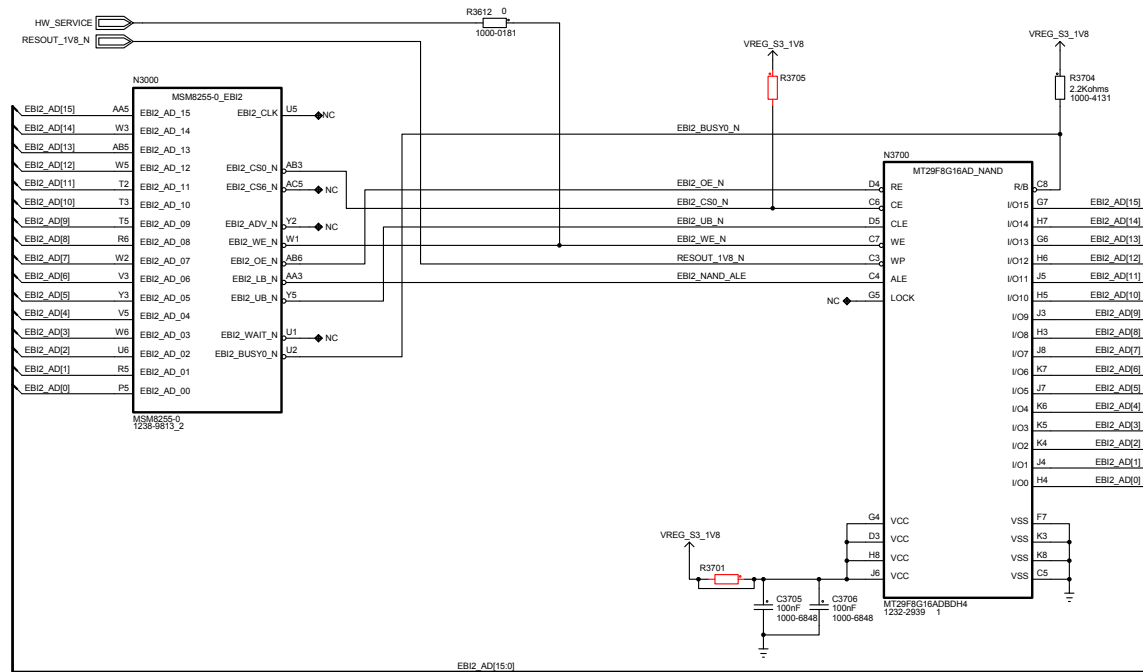 HW_SERVICE
RESOUT_1V8_N
R3612 0
1000-0181
N3000
MSM8255-0_EBI2
EBI2_AD[15] AA5 EBI2_AD_15 EBI2_CLK U5 NC
EBI2_AD[14] W3 EBI2_AD_14
EBI2_AD[13] AB5 EBI2_AD_13
EBI2_AD[12] W5 EBI2_AD_12 EBI2_CS0_N AB3
EBI2_AD[11] T2 EBI2_AD_11 EBI2_CS6_N AC5 NC
EBI2_AD[10] T3 EBI2_AD_10
EBI2_AD[9] T5 EBI2_AD_09 EBI2_ADV_N Y2 NC
EBI2_AD[8] R6 EBI2_AD_08 EBI2_WE_N W1
EBI2_AD[7] W2 EBI2_AD_07 EBI2_OE_N AB6
EBI2_AD[6] V3 EBI2_AD_06 EBI2_LB_N AA3
EBI2_AD[5] Y3 EBI2_AD_05 EBI2_UB_N Y5
EBI2_AD[4] V5 EBI2_AD_04
EBI2_AD[3] W6 EBI2_AD_03 EBI2_WAIT_N U1 NC
EBI2_AD[2] U6 EBI2_AD_02 EBI2_BUSY0_N U2
EBI2_AD[1] R5 EBI2_AD_01
EBI2_AD[0] P5 EBI2_AD_00
MSM8255-0
1238-9813_2
VREG_S3_1V8
R3705
VREG_S3_1V8
R3704
2.2Kohms
1000-4131
EBI2_BUSY0_N
EBI2_OE_N
EBI2_CS0_N
EBI2_UB_N
EBI2_WE_N
RESOUT_1V8_N
EBI2_NAND_ALE
NC
N3700
MT29F8G16AD_NAND
D4 RE R/B C8
C6 CE I/O15 G7 EBI2_AD[15]
D5 CLE I/O14 H7 EBI2_AD[14]
C7 WE I/O13 G6 EBI2_AD[13]
C3 WP I/O12 H6 EBI2_AD[12]
C4 ALE I/O11 J5 EBI2_AD[11]
G5 LOCK I/O10 H5 EBI2_AD[10]
I/O9 J3 EBI2_AD[9]
I/O8 H3 EBI2_AD[8]
I/O7 J8 EBI2_AD[7]
I/O6 K7 EBI2_AD[6]
I/O5 J7 EBI2_AD[5]
I/O4 K6 EBI2_AD[4]
I/O3 K5 EBI2_AD[3]
I/O2 K4 EBI2_AD[2]
I/O1 J4 EBI2_AD[1]
I/O0 H4 EBI2_AD[0]
G4 VCC VSS F7
D3 VCC VSS K3
H8 VCC VSS K8
J6 VCC VSS C5
MT29F8G16ADBDH4
1232-2939 1
VREG_S3_1V8
R3701
C3705
100nF
1000-6848
C3706
100nF
1000-6848
EBI2_AD[15:0]